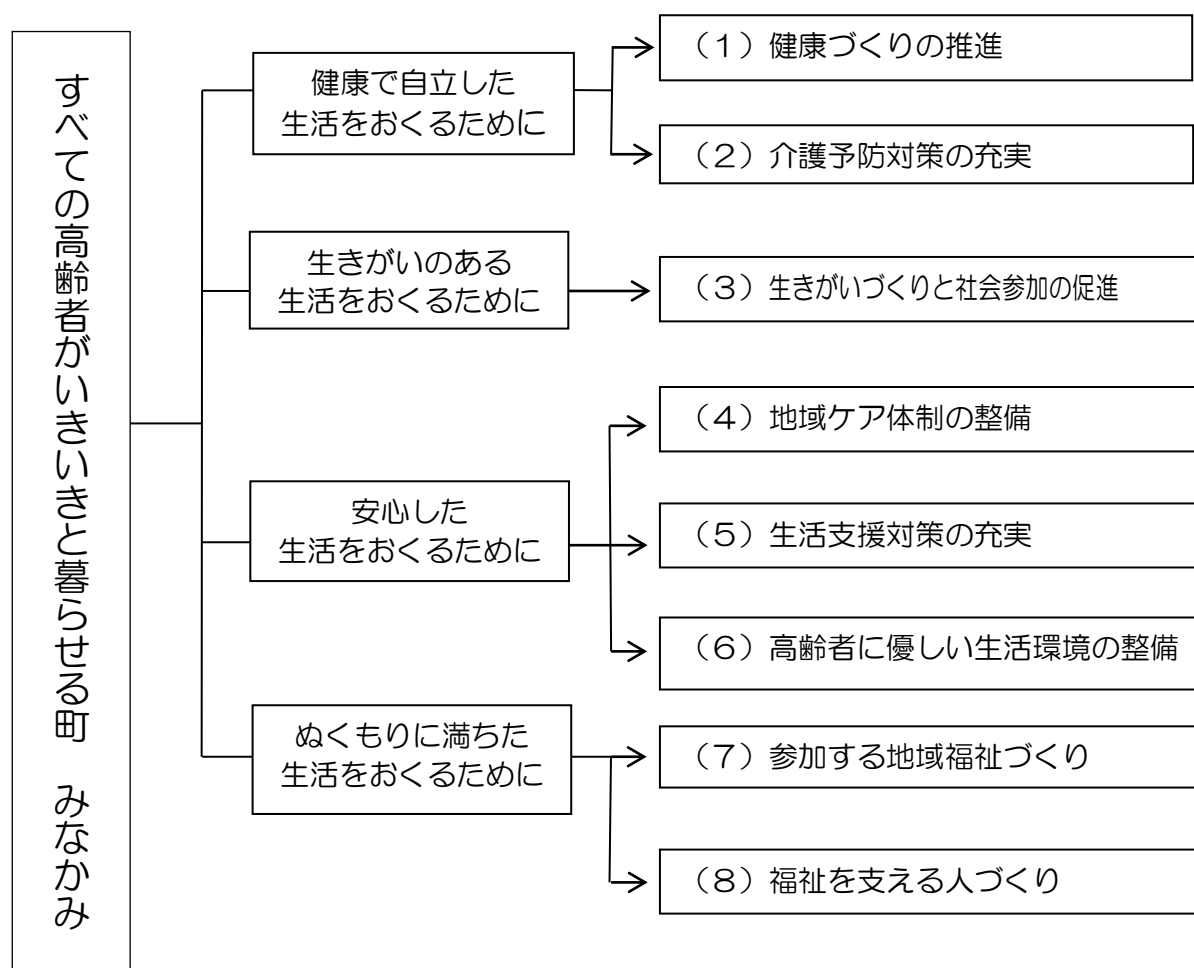 すべての高齢者がいきいきと暮らせる町　みなかみ
健康で自立した
生活をおくるために
（１）健康づくりの推進
（２）介護予防対策の充実
生きがいのある
生活をおくるために
（３）生きがいづくりと社会参加の促進
安心した
生活をおくるために
（４）地域ケア体制の整備
（５）生活支援対策の充実
（６）高齢者に優しい生活環境の整備
ぬくもりに満ちた
生活をおくるために
（７）参加する地域福祉づくり
（８）福祉を支える人づくり